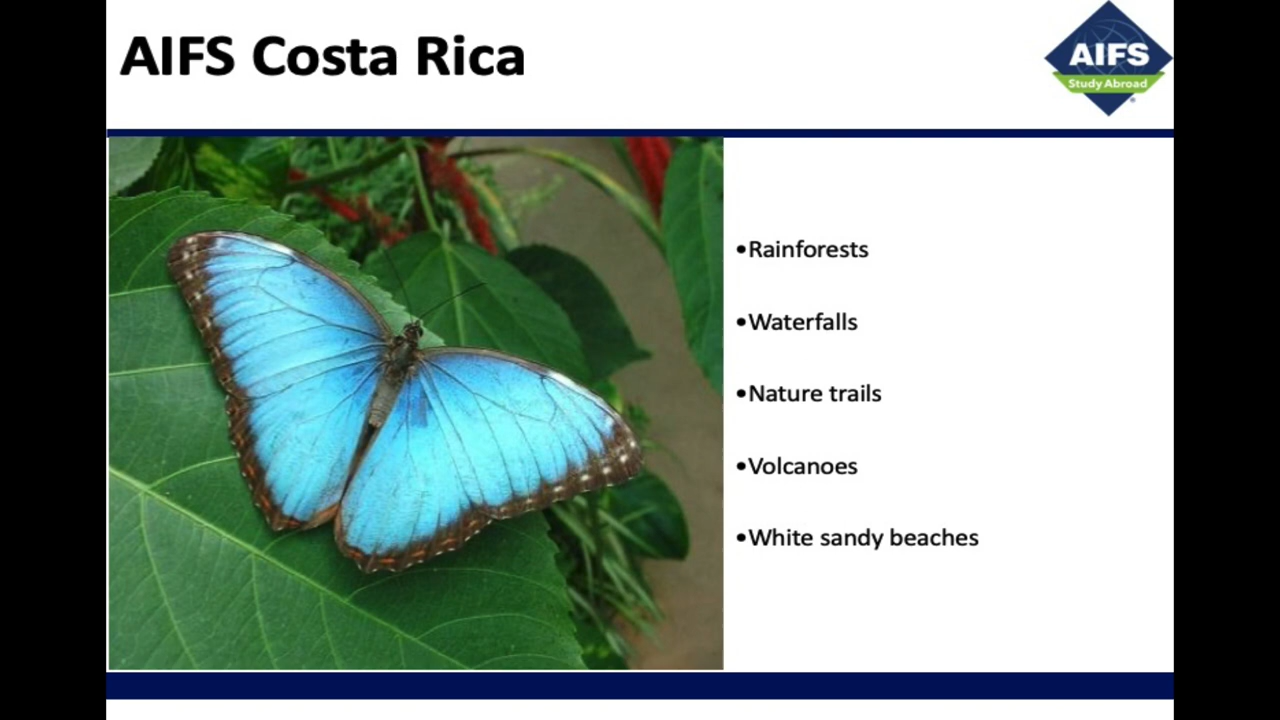 AIFS Costa Rica
AIFS
Study Abroad
®
•Rainforests
•Waterfalls
•Nature trails
•Volcanoes
•White sandy beaches